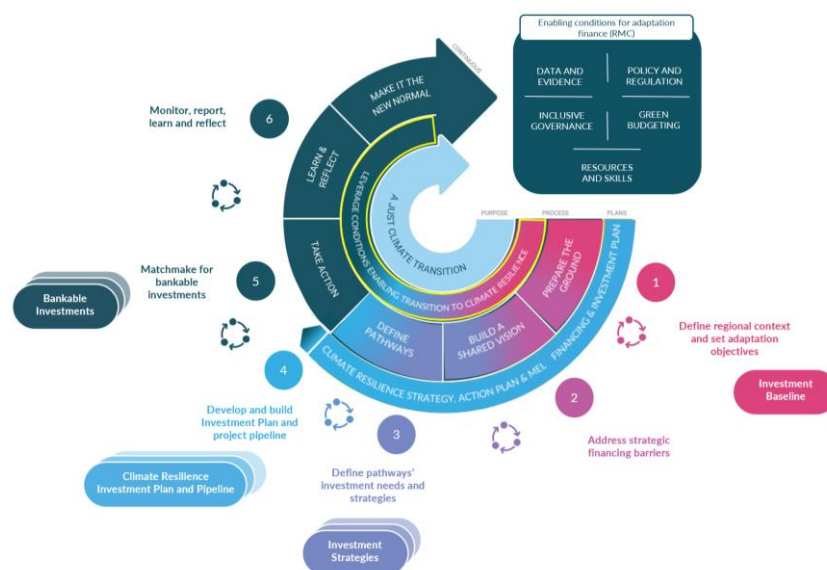 Enabling conditions for adaptation
finance (RMC)
DATA AND
EVIDENCE
POLICY AND
REGULATION
INCLUSIVE
GOVERNANCE
GREEN
BUDGETING
RESOURCES
AND SKILLS
CONTINUOUS
MAKE IT THE
NEW NORMAL
LEARN &
REFLECT
TAKE ACTION
DEFINE
PATHWAYS
BUILD A
SHARED VISION
PREPARE THE
GROUND
LEVERAGE CONDITIONS ENABLING TRANSITION TO CLIMATE RESILIENCE
A JUST CLIMATE TRANSITION
PURPOSE
PROCESS
PLANS
CLIMATE RESILIENCE STRATEGY, ACTION PLAN & MEL
FINANCING & INVESTMENT PLAN
1
Define regional context
and set adaptation
objectives
Investment
Baseline
2
Address strategic
financing barriers
3
Define pathways'
investment needs and
strategies
Investment
Strategies
4
Develop and build
Investment Plan and
project pipeline
Climate Resilience
Investment Plan and Pipeline
5
Matchmake for
bankable
investments
Bankable
Investments
6
Monitor, report,
learn and reflect